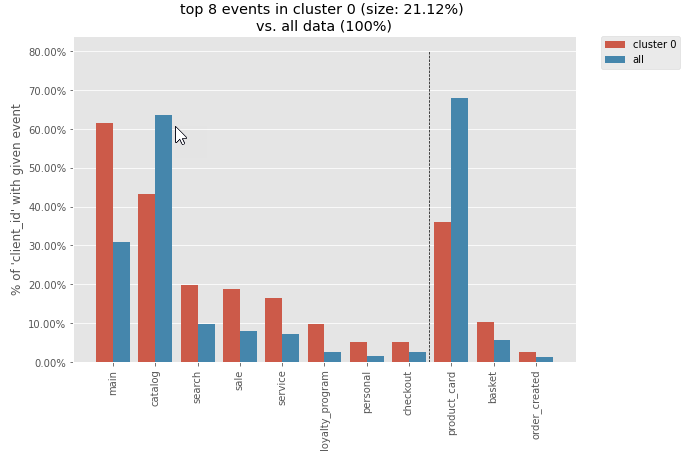 top 8 events in cluster 0 (size: 21.12%)
vs. all data (100%)
cluster 0
all
% of 'client_id' with given event
80.00%
70.00%
60.00%
50.00%
40.00%
30.00%
20.00%
10.00%
0.00%
main
catalog
search
sale
service
loyalty_program
personal
checkout
product_card
basket
order_created